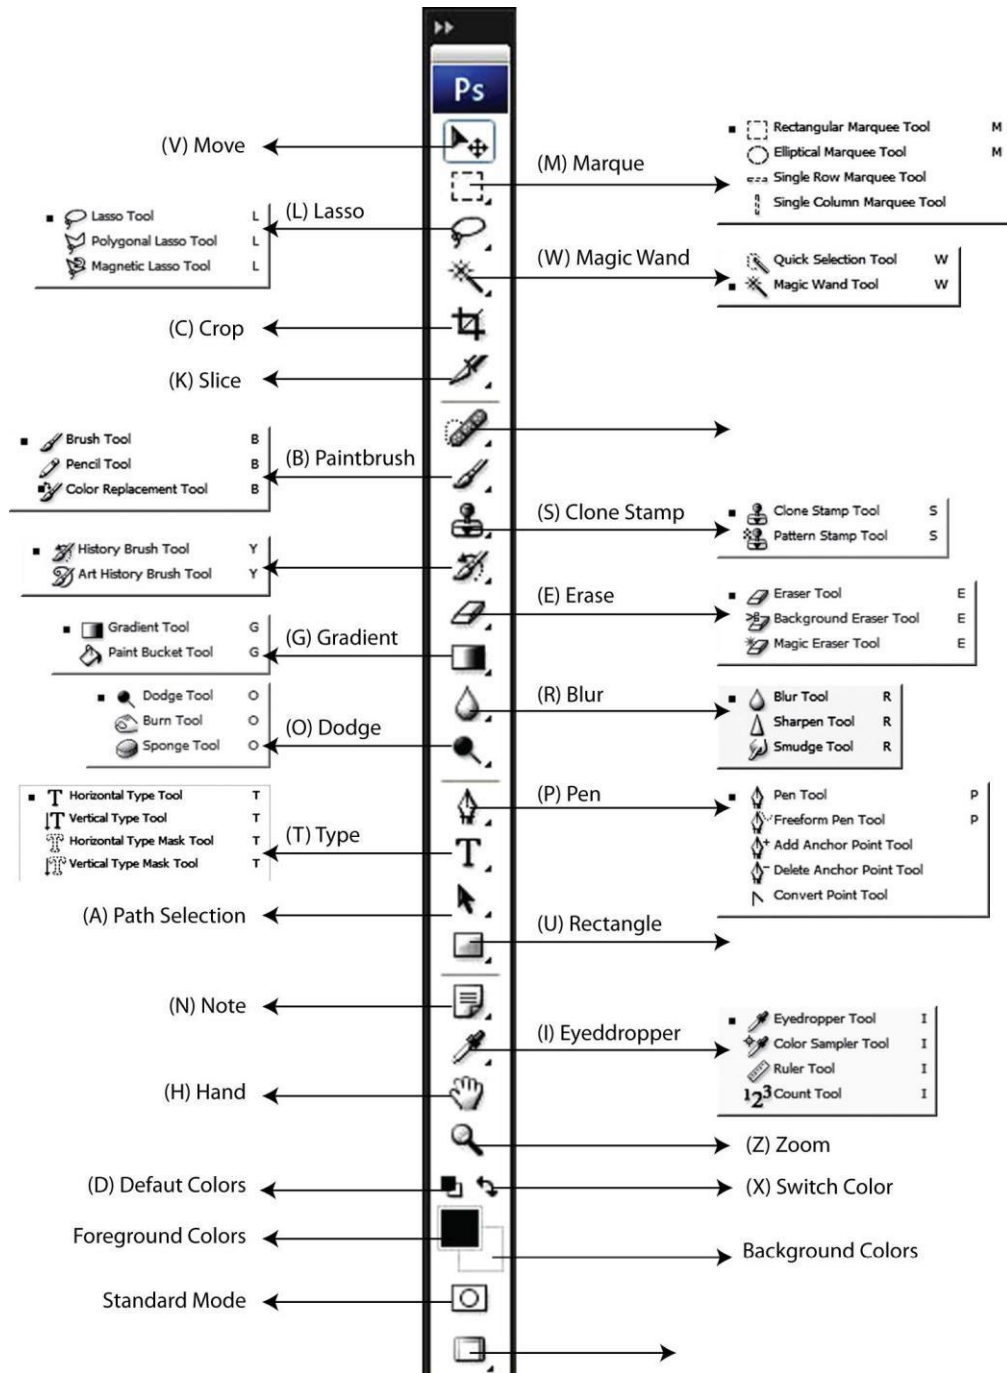 Ps
(V) Move
(M) Marque
Rectangular Marquee Tool M
Elliptical Marquee Tool M
Single Row Marquee Tool
Single Column Marquee Tool
(L) Lasso
Lasso Tool L
Polygonal Lasso Tool L
Magnetic Lasso Tool L
(W) Magic Wand
Quick Selection Tool W
Magic Wand Tool W
(C) Crop
(K) Slice
(B) Paintbrush
Brush Tool B
Pencil Tool B
Color Replacement Tool B
(S) Clone Stamp
Clone Stamp Tool S
Pattern Stamp Tool S
History Brush Tool Y
Art History Brush Tool Y
(E) Erase
Eraser Tool E
Background Eraser Tool E
Magic Eraser Tool E
(G) Gradient
Gradient Tool G
Paint Bucket Tool G
(R) Blur
Blur Tool R
Sharpen Tool R
Smudge Tool R
(O) Dodge
Dodge Tool O
Burn Tool O
Sponge Tool O
(P) Pen
Pen Tool P
Freeform Pen Tool P
Add Anchor Point Tool
Delete Anchor Point Tool
Convert Point Tool
(T) Type
T Horizontal Type Tool T
T Vertical Type Tool T
T Horizontal Type Mask Tool T
T Vertical Type Mask Tool T
T
(A) Path Selection
(U) Rectangle
(N) Note
(I) Eyeddropper
Eyedropper Tool I
Color Sampler Tool I
Ruler Tool I
123 Count Tool I
(H) Hand
(Z) Zoom
(D) Defaut Colors
(X) Switch Color
Foreground Colors
Background Colors
Standard Mode